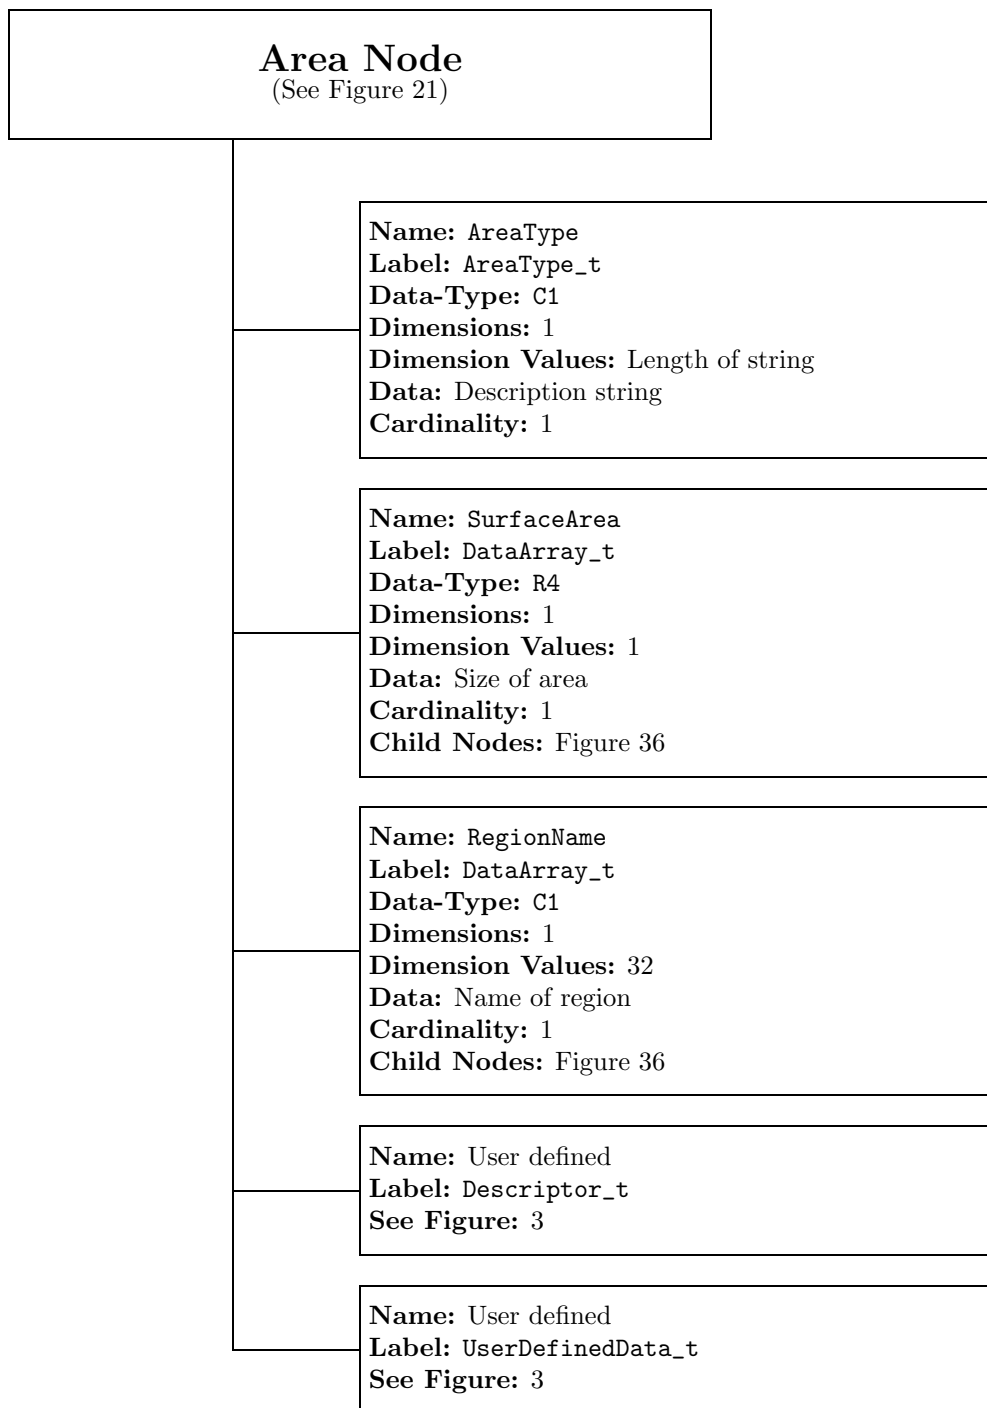 Area Node
(See Figure 21)
Name: AreaType
Label: AreaType_t
Data-Type: C1
Dimensions: 1
Dimension Values: Length of string
Data: Description string
Cardinality: 1
Name: SurfaceArea
Label: DataArray_t
Data-Type: R4
Dimensions: 1
Dimension Values: 1
Data: Size of area
Cardinality: 1
Child Nodes: Figure 36
Name: RegionName
Label: DataArray_t
Data-Type: C1
Dimensions: 1
Dimension Values: 32
Data: Name of region
Cardinality: 1
Child Nodes: Figure 36
Name: User defined
Label: Descriptor_t
See Figure: 3
Name: User defined
Label: UserDefinedData_t
See Figure: 3